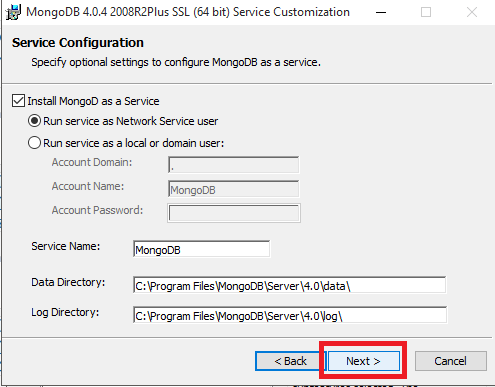 MongoDB 4.0.4 2008R2Plus SSL (64 bit) Service Customization
Service Configuration
Specify optional settings to configure MongoDB as a service.
Install MongoD as a Service
Run service as Network Service user
Run service as a local or domain user:
Account Domain: .
Account Name: MongoDB
Account Password:
Service Name: MongoDB
Data Directory: C:\Program Files\MongoDB\Server\4.0\data\
Log Directory: C:\Program Files\MongoDB\Server\4.0\log\
< Back Next > Cancel